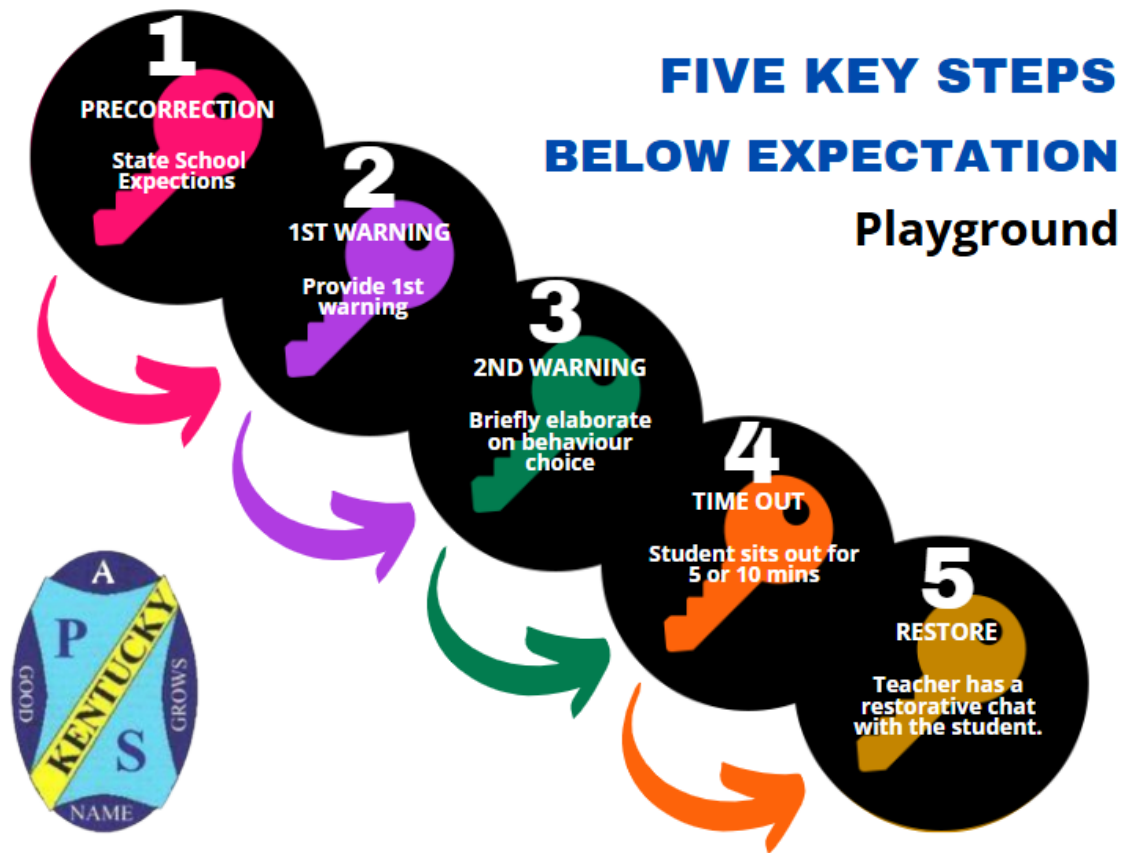 FIVE KEY STEPS
BELOW EXPECTATION
Playground
1
PRECORRECTION
State School
Expections
2
1ST WARNING
Provide 1st
warning
3
2ND WARNING
Briefly elaborate
on behaviour
choice
4
TIME OUT
Student sits out for
5 or 10 mins
5
RESTORE
Teacher has a
restorative chat
with the student.
A
GOOD
NAME
GROWS
P
KENTUCKY
S